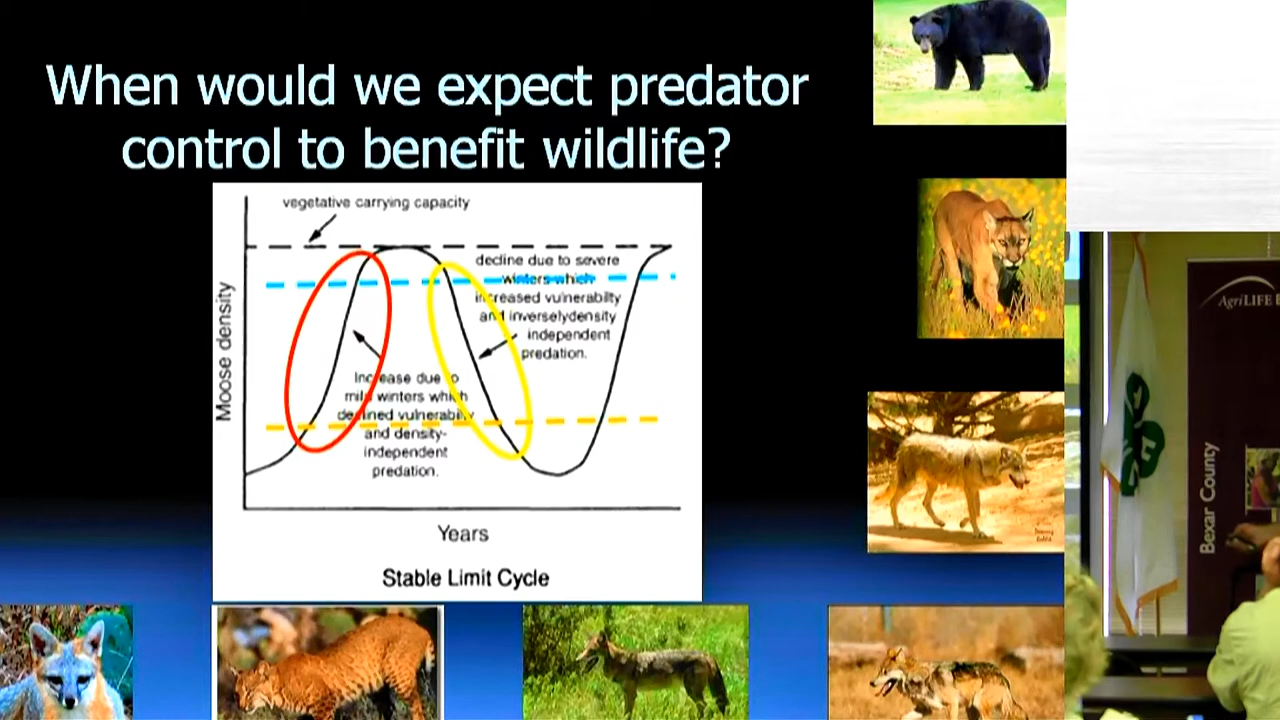 When would we expect predator
control to benefit wildlife?
vegetative carrying capacity
decline due to severe
winters which
increased vulnerability
and inverselydensity
independent
predation.
Increase due to
mild winters which
declined vulnerability
and density-
independent
predation.
Moose density
Years
Stable Limit Cycle
AgriLIFE
Bexar County